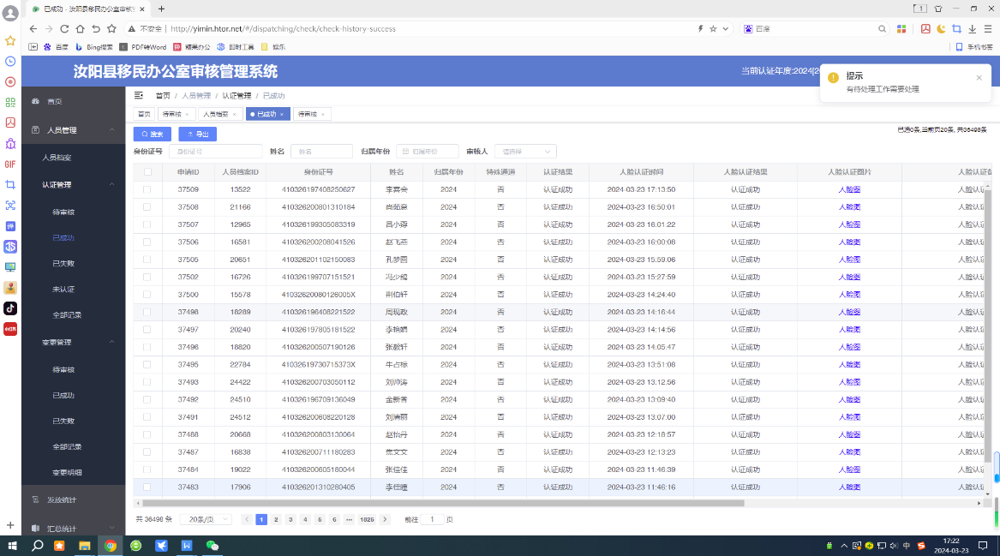 已成功 - 汝阳县移民办公室审核管
1
不安全 | http://yimin.htor.net/#/dispatching/check/check-history-success
百度
百度 Bing搜索 PDF转Word 糖果办公 即时工具 娱乐 手机书签
汝阳县移民办公室审核管理系统
当前认证年度:2024[2
提示
有待处理工作需要处理
首页
人员管理
人员档案
认证管理
待审核
已成功
已失败
未认证
全部记录
变更管理
待审核
已成功
已失败
全部记录
变更明细
发放统计
汇总统计
GIF
译
首页 / 人员管理 / 认证管理 / 已成功
首页 待审核 × 人员档案 × 已成功 × 待审核 ×
搜索 导出
已选0条,当前页20条, 共36498条
身份证号 身份证号 姓名 姓名 归属年份 归属年份 审核人 请选择
申请ID 人员档案ID 身份证号 姓名 归属年份 特殊通道 认证结果 人脸认证时间 人脸认证结果 人脸认证图片
37509 13522 410326197408250627 李喜会 2024 否 认证成功 2024-03-23 17:13:50 认证成功 人脸图 人脸认证
37508 21166 410326200801310184 2024 否 认证成功 2024-03-23 16:50:01 认证成功 人脸图 人脸认证
37507 12965 410326199305083319 2024 否 认证成功 2024-03-23 16:01:22 认证成功 人脸图 人脸认证
37506 16581 410326200208041526 赵飞燕 2024 否 认证成功 2024-03-23 16:00:08 认证成功 人脸图 人脸认证
37505 20651 410326201102150083 孔梦圆 2024 否 认证成功 2024-03-23 15:59:06 认证成功 人脸图 人脸认证
37502 16726 410326199707151521 2024 否 认证成功 2024-03-23 15:27:59 认证成功 人脸图 人脸认证
37500 15578 41032620080126005X 荆怕轩 2024 否 认证成功 2024-03-23 14:24:40 认证成功 人脸图 人脸认证
37498 18289 410326196408221522 周现政 2024 否 认证成功 2024-03-23 14:16:44 认证成功 人脸图 人脸认证
37497 20240 410326197805181522 李艳娟 2024 否 认证成功 2024-03-23 14:14:56 认证成功 人脸图 人脸认证
37496 18820 410326200507190126 张毅轩 2024 否 认证成功 2024-03-23 14:05:47 认证成功 人脸图 人脸认证
37495 22784 41032619730715373X 牛占标 2024 否 认证成功 2024-03-23 13:51:08 认证成功 人脸图 人脸认证
37493 24422 410326200703050112 刘帅涛 2024 否 认证成功 2024-03-23 13:12:56 认证成功 人脸图 人脸认证
37492 24510 410326196709136049 金新香 2024 否 认证成功 2024-03-23 13:09:40 认证成功 人脸图 人脸认证
37491 24512 410326200608220128 刘清丽 2024 否 认证成功 2024-03-23 13:07:00 认证成功 人脸图 人脸认证
37488 20668 410326200803130064 赵怡丹 2024 否 认证成功 2024-03-23 12:18:57 认证成功 人脸图 人脸认证
37487 16838 410326200711180283 焦文文 2024 否 认证成功 2024-03-23 12:13:23 认证成功 人脸图 人脸认证
37484 19022 410326200605180044 张佳佳 2024 否 认证成功 2024-03-23 11:46:39 认证成功 人脸图 人脸认证
37483 17906 410326201310280405 李佳曈 2024 否 认证成功 2024-03-23 11:46:16 认证成功 人脸图 人脸认证
共 36498 条 20条/页 1 2 3 4 5 6 ••• 1825 前往 1 页
中
17:22
2024-03-23